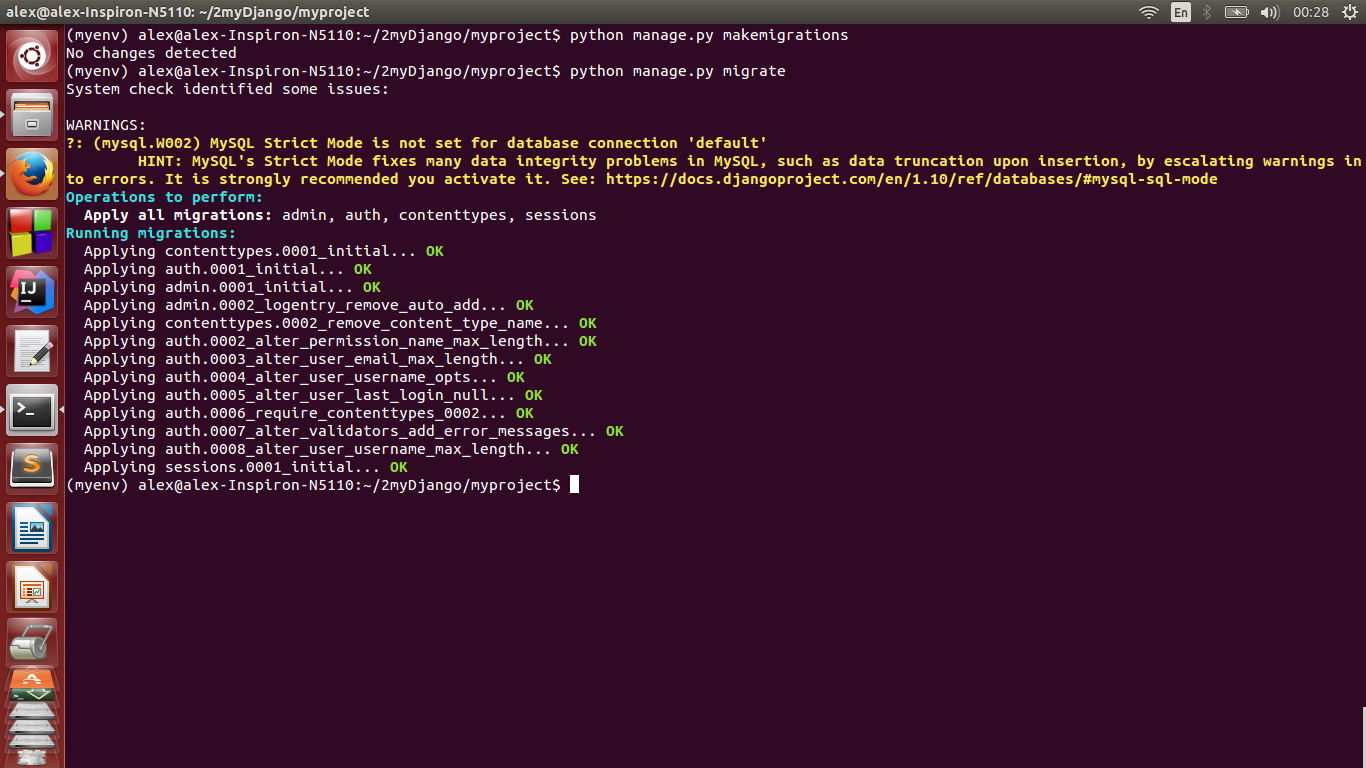 alex@alex-Inspiron-N5110: ~/2myDjango/myproject
En
00:28
(myenv) alex@alex-Inspiron-N5110:~/2myDjango/myproject$ python manage.py makemigrations
No changes detected
(myenv) alex@alex-Inspiron-N5110:~/2myDjango/myproject$ python manage.py migrate
System check identified some issues:
WARNINGS:
?: (mysql.W002) MySQL Strict Mode is not set for database connection 'default'
HINT: MySQL's Strict Mode fixes many data integrity problems in MySQL, such as data truncation upon insertion, by escalating warnings in
to errors. It is strongly recommended you activate it. See: https://docs.djangoproject.com/en/1.10/ref/databases/#mysql-sql-mode
Operations to perform:
Apply all migrations: admin, auth, contenttypes, sessions
Running migrations:
Applying contenttypes.0001_initial... OK
Applying auth.0001_initial... OK
Applying admin.0001_initial... OK
Applying admin.0002_logentry_remove_auto_add... OK
Applying contenttypes.0002_remove_content_type_name... OK
Applying auth.0002_alter_permission_name_max_length... OK
Applying auth.0003_alter_user_email_max_length... OK
Applying auth.0004_alter_user_username_opts... OK
Applying auth.0005_alter_user_last_login_null... OK
Applying auth.0006_require_contenttypes_0002... OK
Applying auth.0007_alter_validators_add_error_messages... OK
Applying auth.0008_alter_user_username_max_length... OK
Applying sessions.0001_initial... OK
(myenv) alex@alex-Inspiron-N5110:~/2myDjango/myproject$
IJ
>_
S